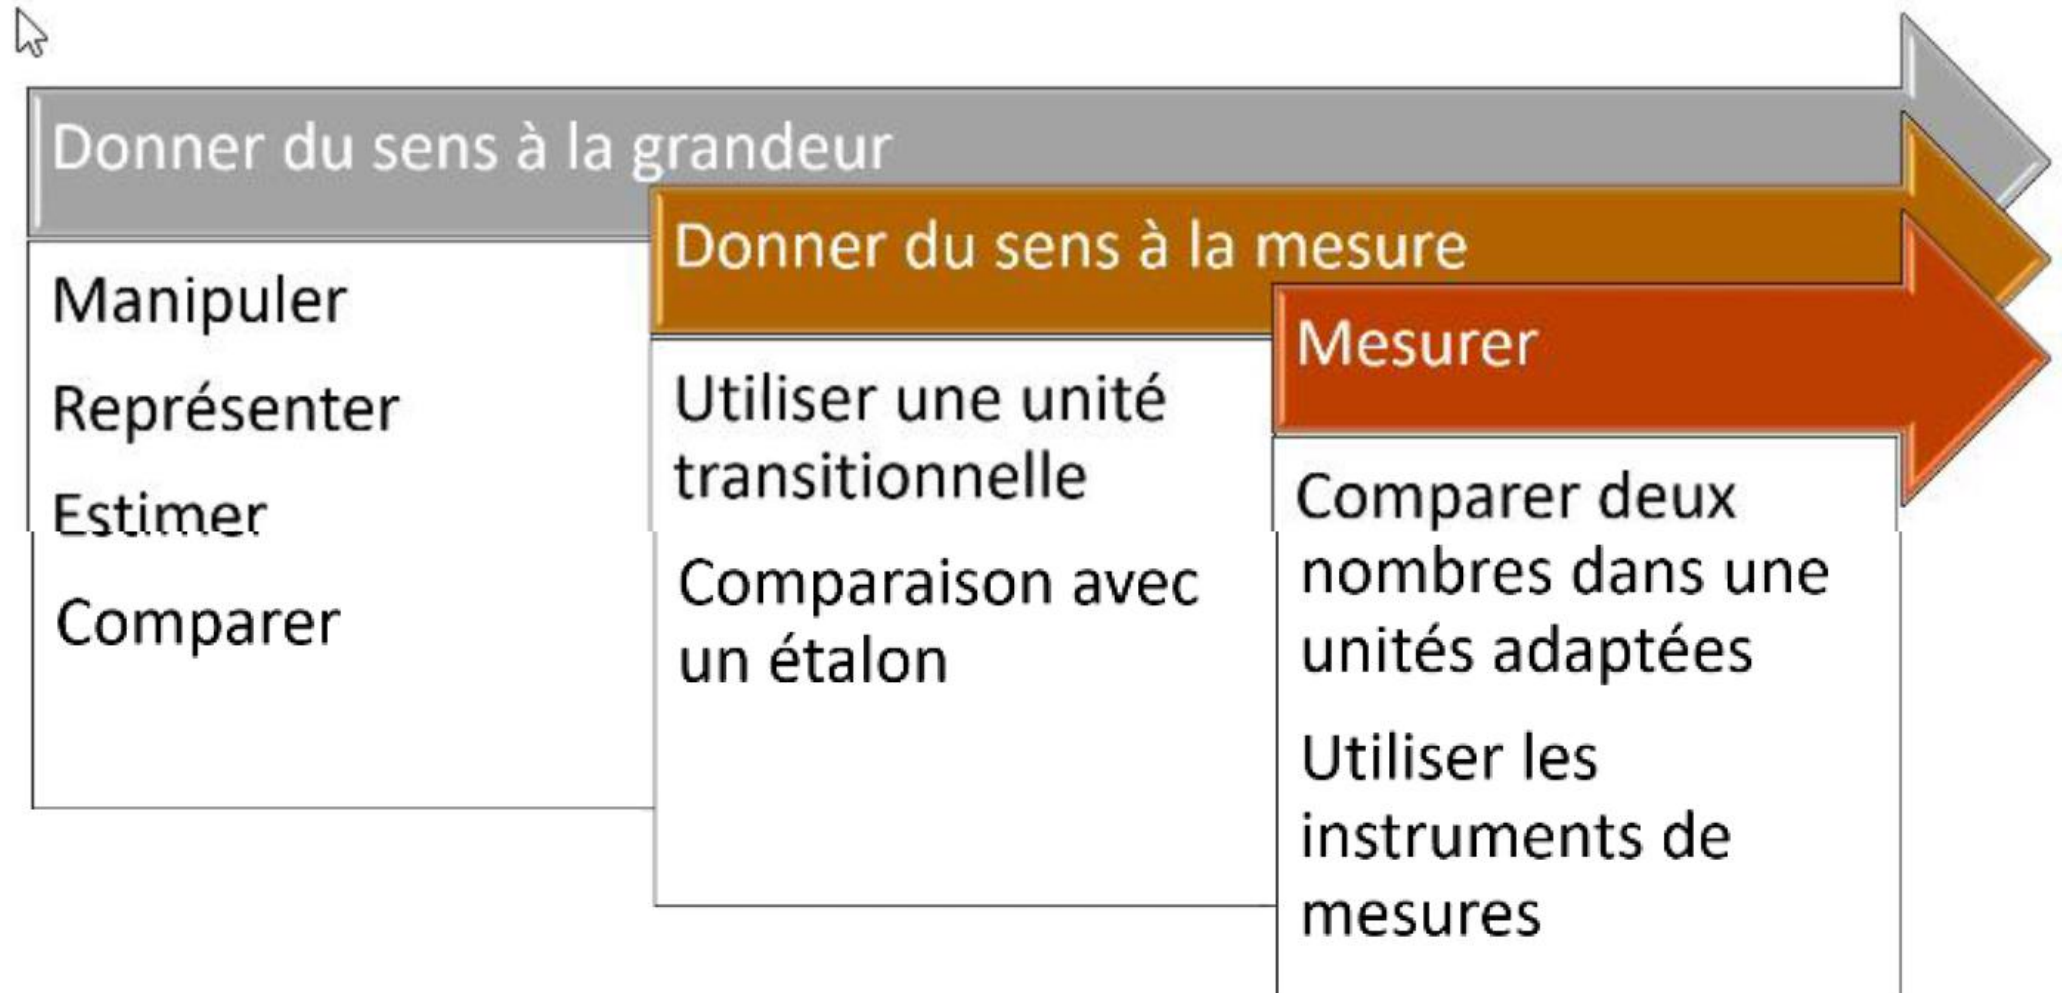 Donner du sens à la grandeur
Manipuler
Représenter
Estimer
Comparer
Donner du sens à la mesure
Utiliser une unité
transitionnelle
Comparaison avec
un étalon
Mesurer
Comparer deux
nombres dans une
unités adaptées
Utiliser les
instruments de
mesures